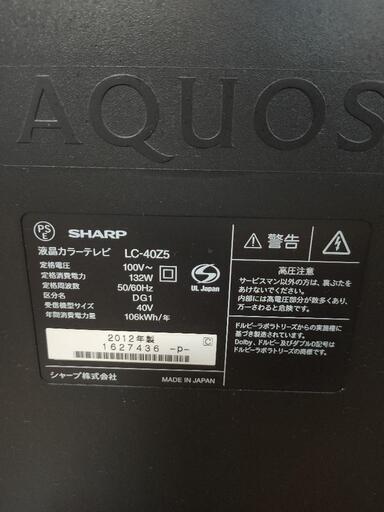 AQUOS
PS
E
SHARP
液晶カラーテレビ LC-40Z5
定格電圧 100V～
定格消費電力 132W
定格周波数 50/60Hz
区分名 DG1
受信機型サイズ 40V
年間消費電力量 106kWh/年
UL Japan
2012年製 C
1627436 -p-
シャープ株式会社 MADE IN JAPAN
警告
高圧注意
サービスマン以外の方は、裏ぶたを
あけないでください。
内部には高電圧部分が数多くあり、
万一さわると危険です。
ドルビーラボラトリーズからの実施権に
基づき製造されています。
Dolby、ドルビー及びダブルD記号は
ドルビーラボラトリーズの商標です。